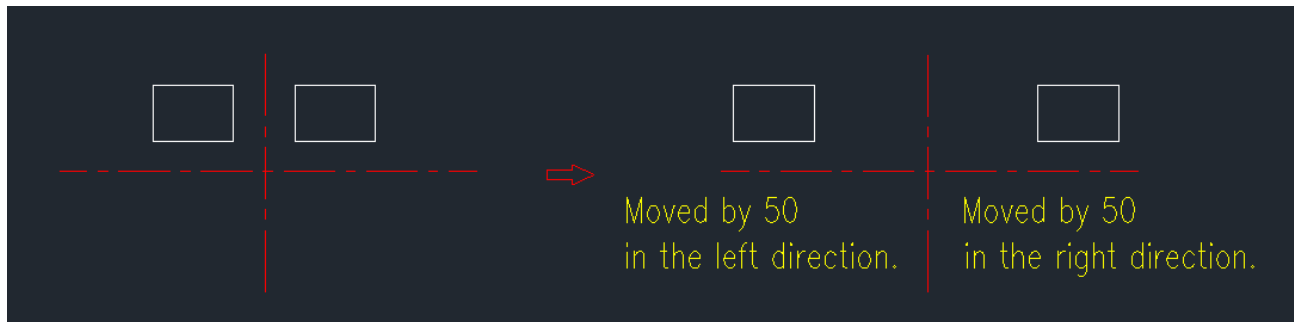 Moved by 50
in the left direction.
Moved by 50
in the right direction.